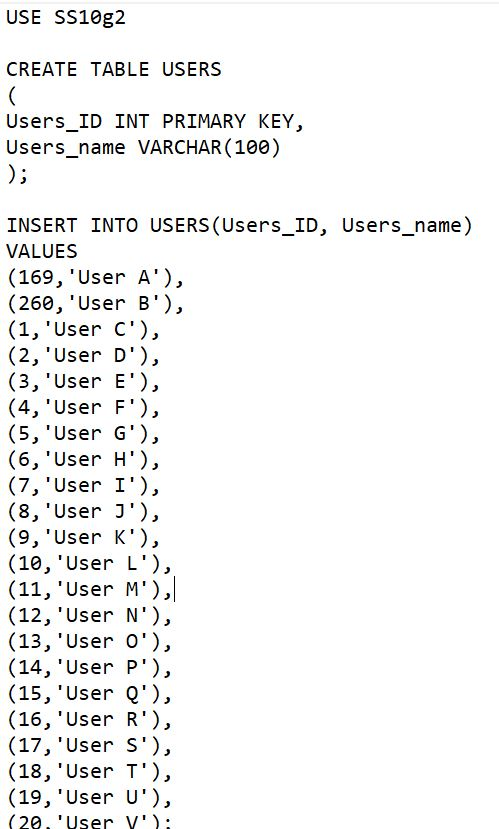 USE SS10g2
CREATE TABLE USERS
(
Users_ID INT PRIMARY KEY,
Users_name VARCHAR(100)
);
INSERT INTO USERS(Users_ID, Users_name)
VALUES
(169,'User A'),
(260,'User B'),
(1,'User C'),
(2,'User D'),
(3,'User E'),
(4,'User F'),
(5,'User G'),
(6,'User H'),
(7,'User I'),
(8,'User J'),
(9,'User K'),
(10,'User L'),
(11,'User M'),
(12,'User N'),
(13,'User O'),
(14,'User P'),
(15,'User Q'),
(16,'User R'),
(17,'User S'),
(18,'User T'),
(19,'User U'),
(20,'User V');